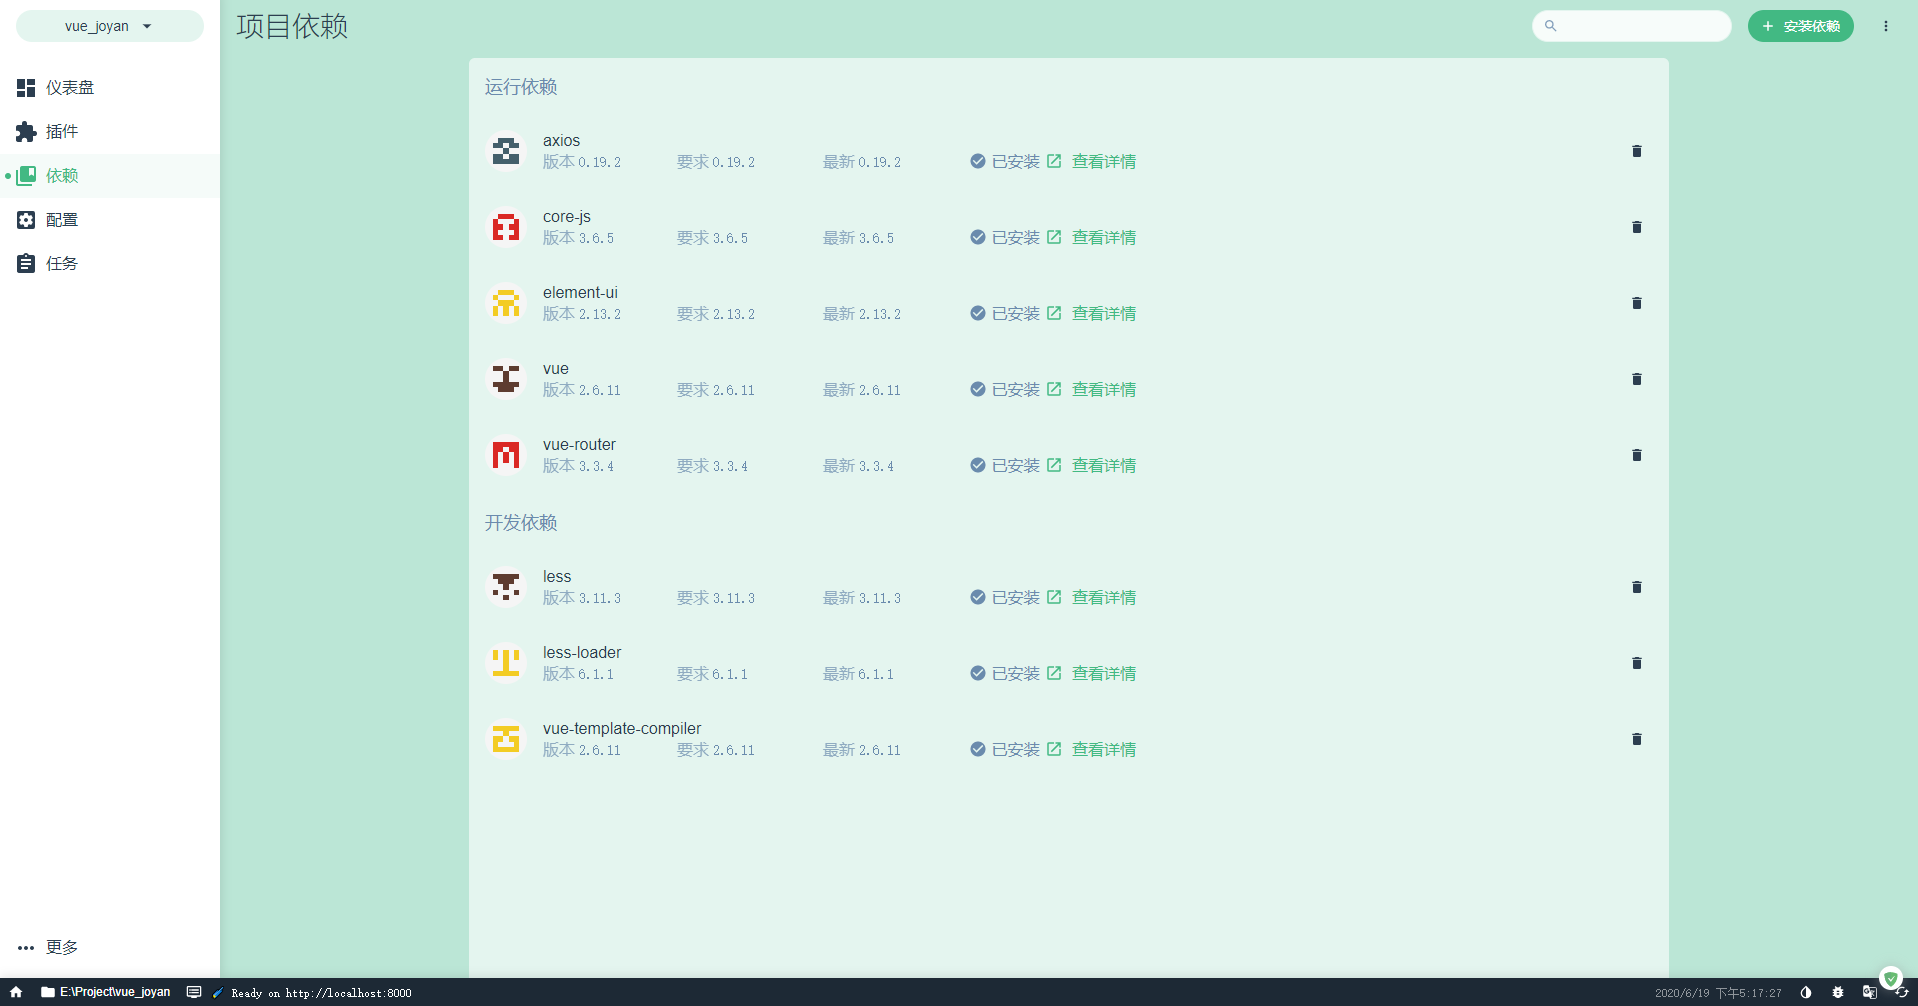 vue_joyan
项目依赖
安装依赖
仪表盘
插件
依赖
配置
任务
更多
运行依赖
axios
版本 0.19.2 要求 0.19.2 最新 0.19.2 已安装 查看详情
core-js
版本 3.6.5 要求 3.6.5 最新 3.6.5 已安装 查看详情
element-ui
版本 2.13.2 要求 2.13.2 最新 2.13.2 已安装 查看详情
vue
版本 2.6.11 要求 2.6.11 最新 2.6.11 已安装 查看详情
vue-router
版本 3.3.4 要求 3.3.4 最新 3.3.4 已安装 查看详情
开发依赖
less
版本 3.11.3 要求 3.11.3 最新 3.11.3 已安装 查看详情
less-loader
版本 6.1.1 要求 6.1.1 最新 6.1.1 已安装 查看详情
vue-template-compiler
版本 2.6.11 要求 2.6.11 最新 2.6.11 已安装 查看详情
E:\Project\vue_joyan Ready on http://localhost:8000 2020/6/19 下午5:17:27